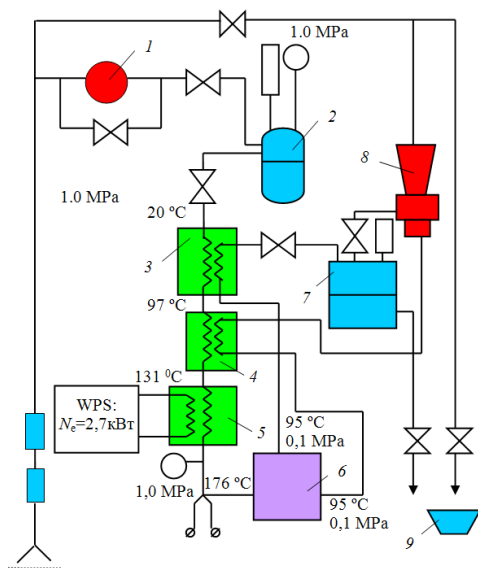 1
1.0 MPa
2
8
1.0 MPa
20 ºC
3
7
97 ºC
4
131 ⁰C
WPS:
Nₑ=2,7кВт
5
95 ºC
0,1 MPa
6
176 ºC
1,0 MPa
95 ºC
0,1 MPa
9